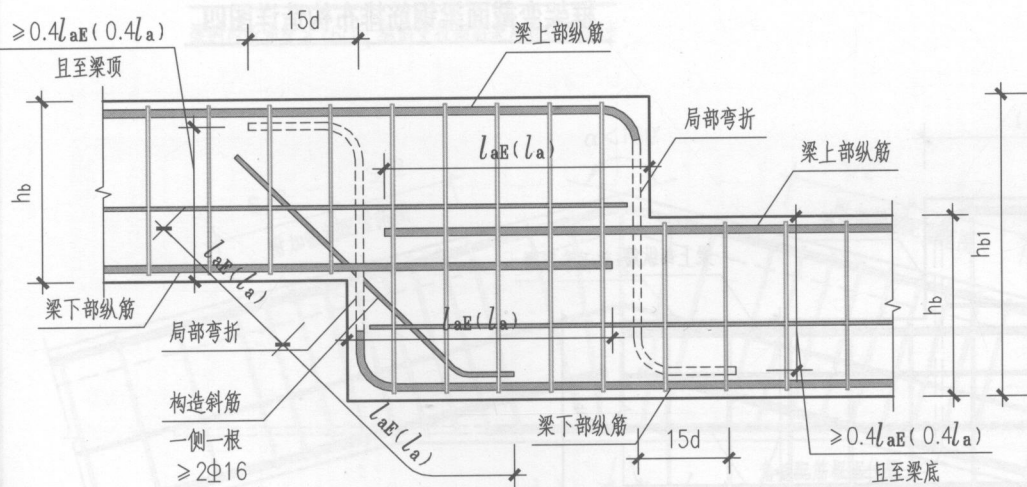 15d
≥0.4laE(0.4la)
且至梁顶
梁上部纵筋
局部弯折
laE(la)
梁上部纵筋
hb
hb1
laE(la)
梁下部纵筋
hb
局部弯折
laE(la)
构造斜筋
一侧一根
≥2Φ16
laE(la)
梁下部纵筋
15d
≥0.4laE(0.4la)
且至梁底